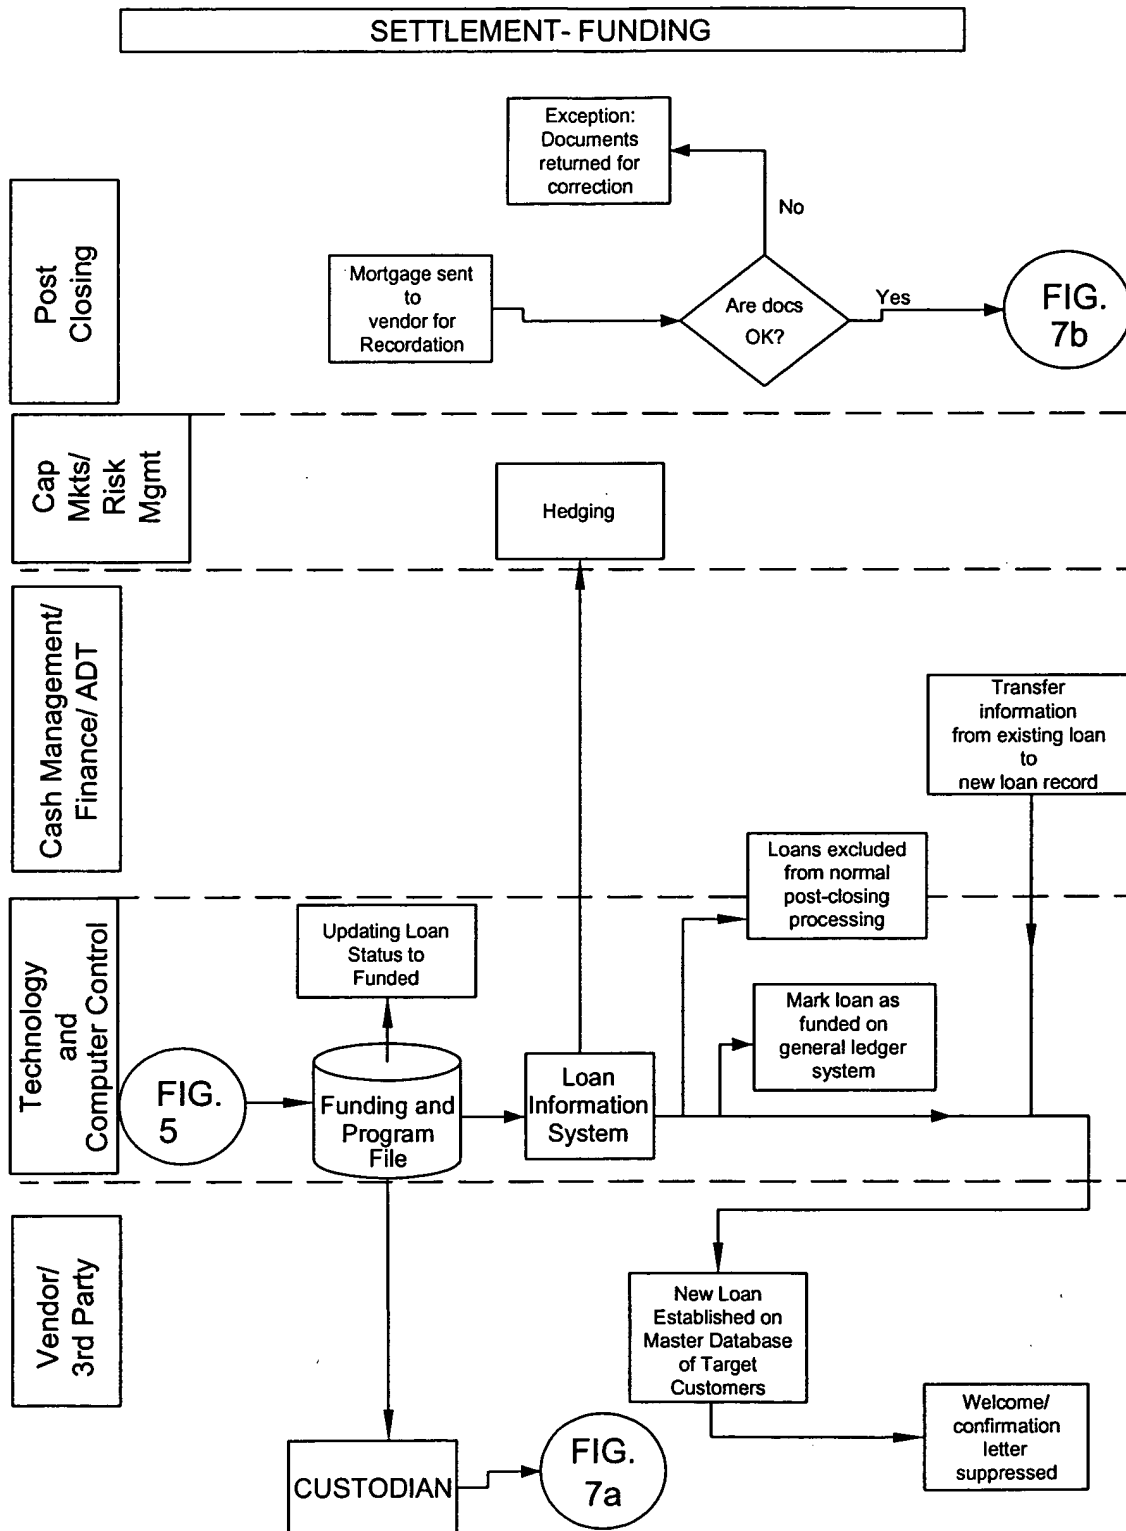 SETTLEMENT- FUNDING
Exception:
Documents
returned for
correction
No
Post
Closing
Mortgage sent
to
vendor for
Recordation
Are docs
OK?
Yes
FIG.
7b
Cap
Mkts/
Risk
Mgmt
Hedging
Cash Management/
Finance/ ADT
Transfer
information
from existing loan
to
new loan record
Loans excluded
from normal
post-closing
processing
Technology
and
Computer Control
Updating Loan
Status to
Funded
Mark loan as
funded on
general ledger
system
FIG.
5
Funding and
Program
File
Loan
Information
System
Vendor/
3rd Party
New Loan
Established on
Master Database
of Target
Customers
Welcome/
confirmation
letter
suppressed
CUSTODIAN
FIG.
7a